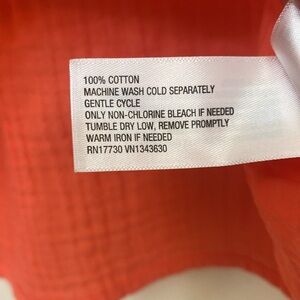 100% COTTON
MACHINE WASH COLD SEPARATELY
GENTLE CYCLE
ONLY NON-CHLORINE BLEACH IF NEEDED
TUMBLE DRY LOW, REMOVE PROMPTLY
WARM IRON IF NEEDED
RN17730 VN1343630